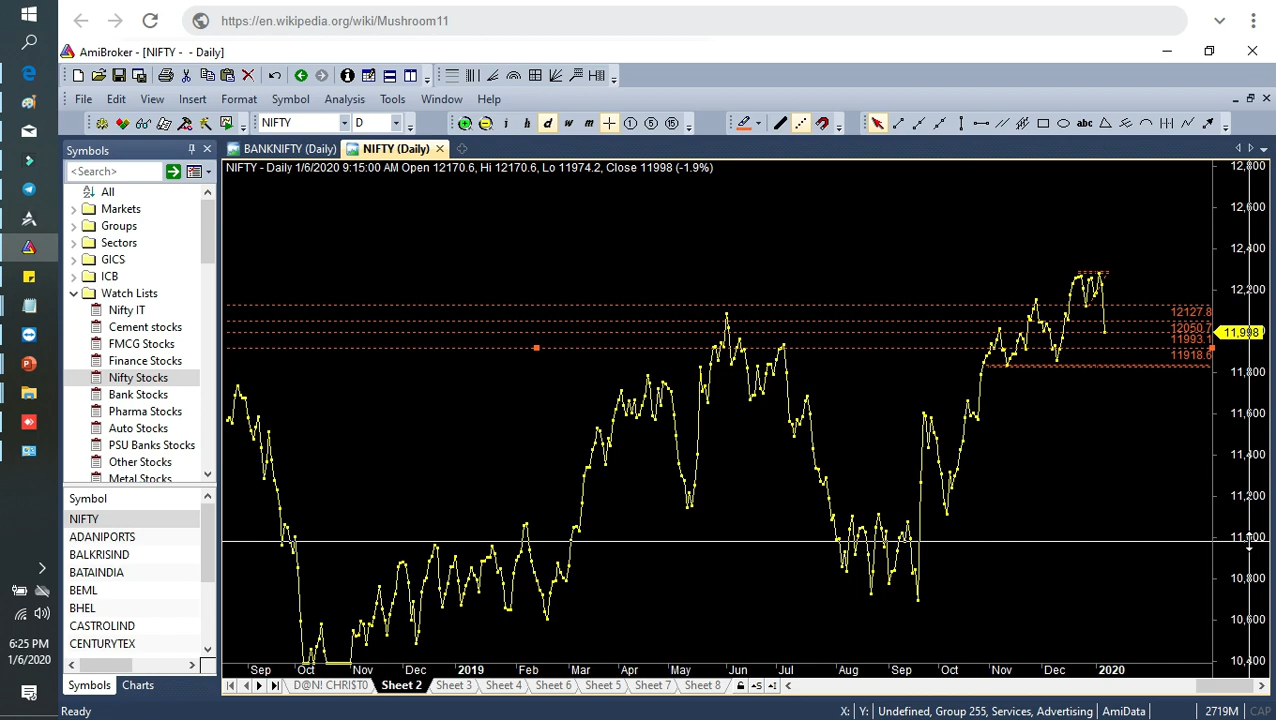 https://en.wikipedia.org/wiki/Mushroom11
AmiBroker - [NIFTY - - Daily]
File Edit View Insert Format Symbol Analysis Tools Window Help
NIFTY D i h d w m 1 5 15 abc
Symbols
BANKNIFTY (Daily) NIFTY (Daily)
<Search>
NIFTY - Daily 1/6/2020 9:15:00 AM Open 12170.6, Hi 12170.6, Lo 11974.2, Close 11998 (-1.9%)
All
Markets
Groups
Sectors
GICS
ICB
Watch Lists
Nifty IT
Cement stocks
FMCG Stocks
Finance Stocks
Nifty Stocks
Bank Stocks
Pharma Stocks
Auto Stocks
PSU Banks Stocks
Other Stocks
Metal Stocks
Symbol
NIFTY
ADANIPORTS
BALKRISIND
BATAINDIA
BEML
BHEL
CASTROLIND
CENTURYTEX
Symbols Charts
12,800
12,600
12,400
12,200
12127.8
12050.7
11,998
11993.1
11918.6
11,800
11,600
11,400
11,200
11,000
10,800
10,600
10,400
Sep Oct Nov Dec 2019 Feb Mar Apr May Jun Jul Aug Sep Oct Nov Dec 2020
D@N! CHRIST0 Sheet 2 Sheet 3 Sheet 4 Sheet 6 Sheet 5 Sheet 7 Sheet 8
6:25 PM
1/6/2020
Ready X: Y: Undefined, Group 255, Services, Advertising AmiData 2719M CAP